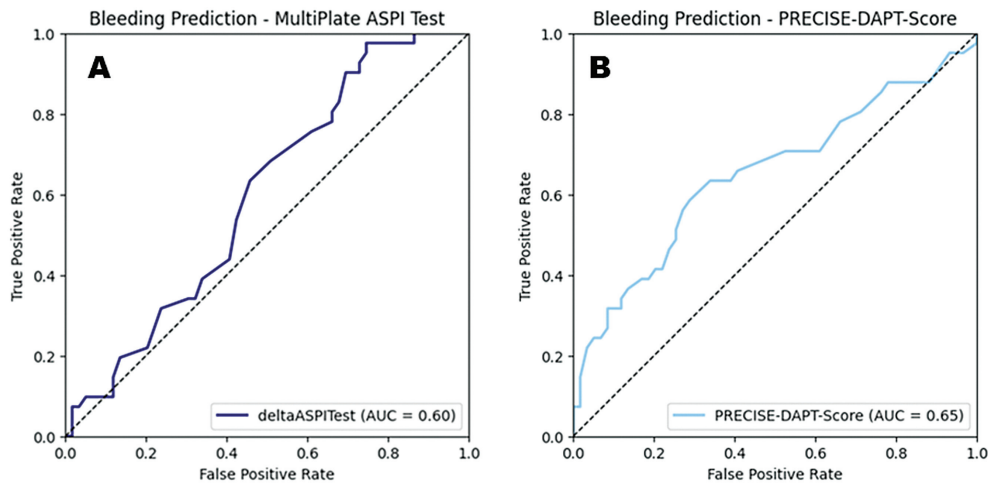 Bleeding Prediction - MultiPlate ASPI Test
A
1.0
0.8
0.6
0.4
0.2
0.0
True Positive Rate
deltaASPITest (AUC = 0.60)
0.0 0.2 0.4 0.6 0.8 1.0
False Positive Rate
Bleeding Prediction - PRECISE-DAPT-Score
B
1.0
0.8
0.6
0.4
0.2
0.0
True Positive Rate
PRECISE-DAPT-Score (AUC = 0.65)
0.0 0.2 0.4 0.6 0.8 1.0
False Positive Rate